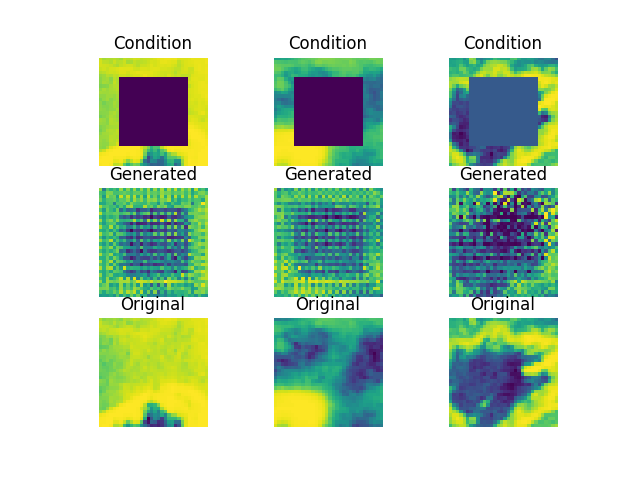 Condition Condition Condition
Generated Generated Generated
Original Original Original